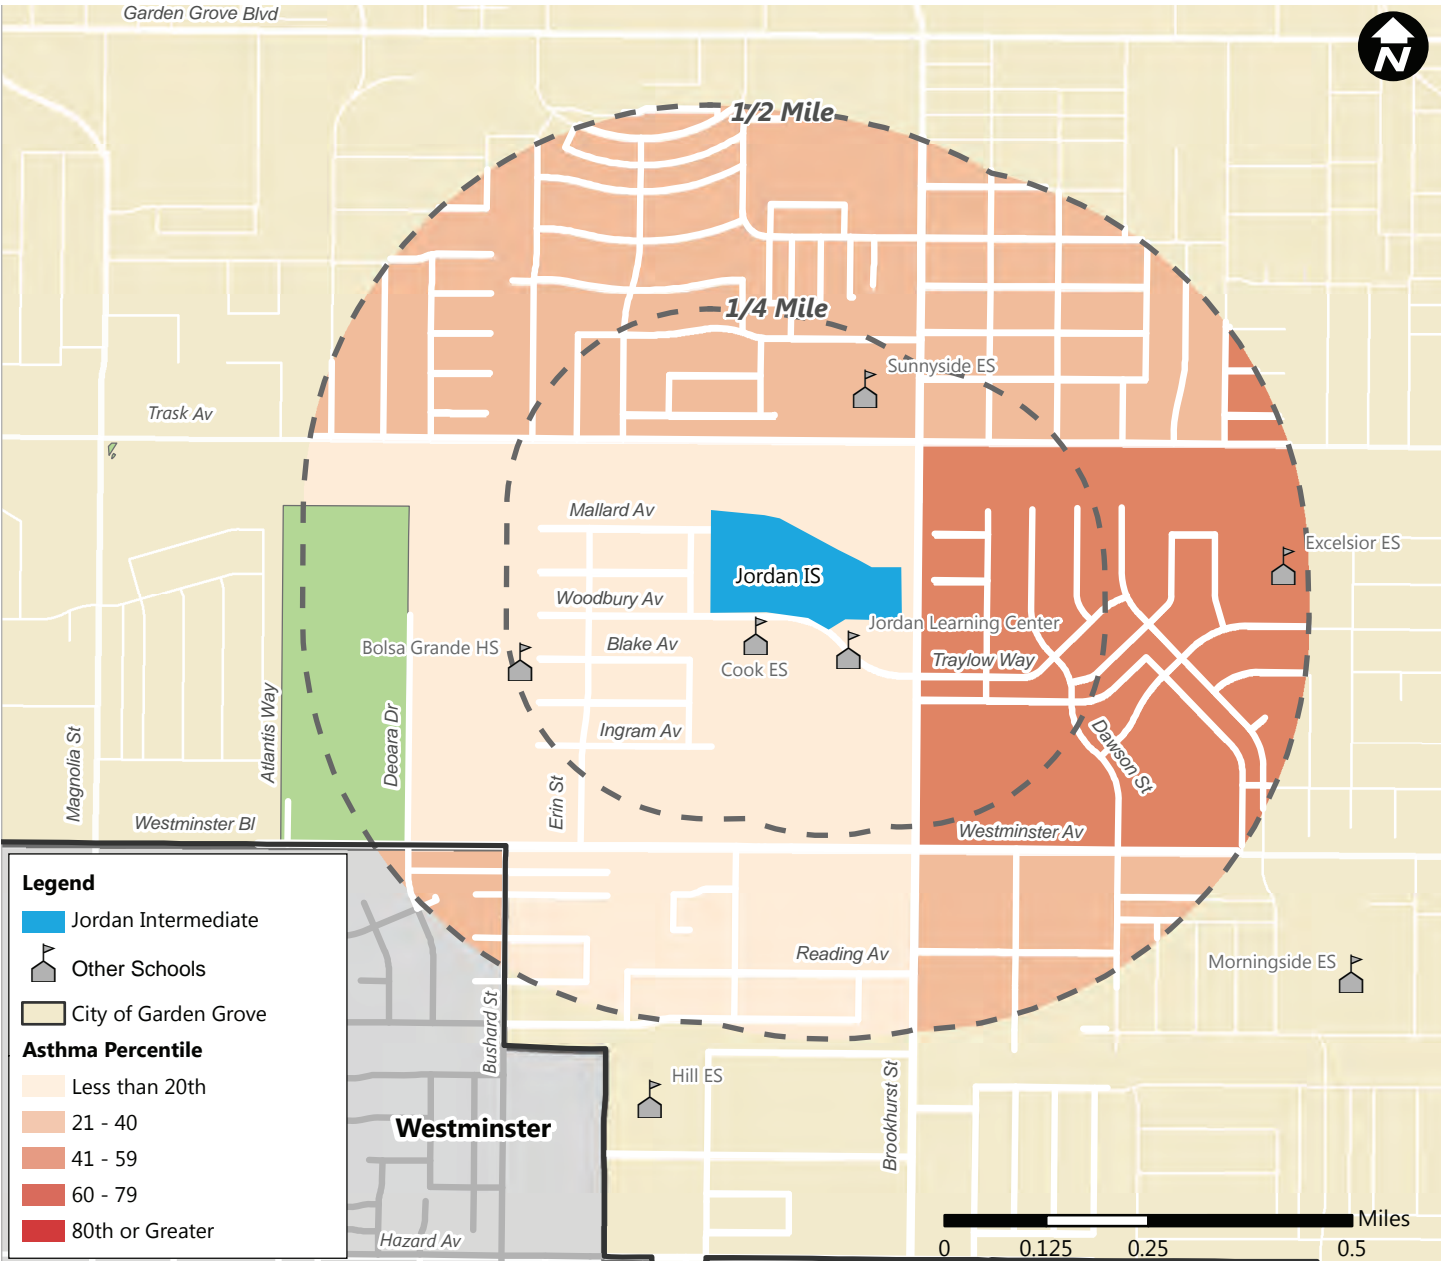 Garden Grove Blvd
N
1/2 Mile
1/4 Mile
Sunnyside ES
Trask Av
Mallard Av
Excelsior ES
Jordan IS
Woodbury Av
Jordan Learning Center
Bolsa Grande HS
Blake Av
Cook ES
Traylow Way
Atlantis Way
Deoara Dr
Magnolia St
Ingram Av
Dawson St
Erin St
Westminster Bl
Westminster Av
Legend
Jordan Intermediate
Other Schools
City of Garden Grove
Asthma Percentile
Less than 20th
21 - 40
41 - 59
60 - 79
80th or Greater
Reading Av
Morningside ES
Bushard St
Hill ES
Brookhurst St
Westminster
Hazard Av
Miles
0 0.125 0.25 0.5